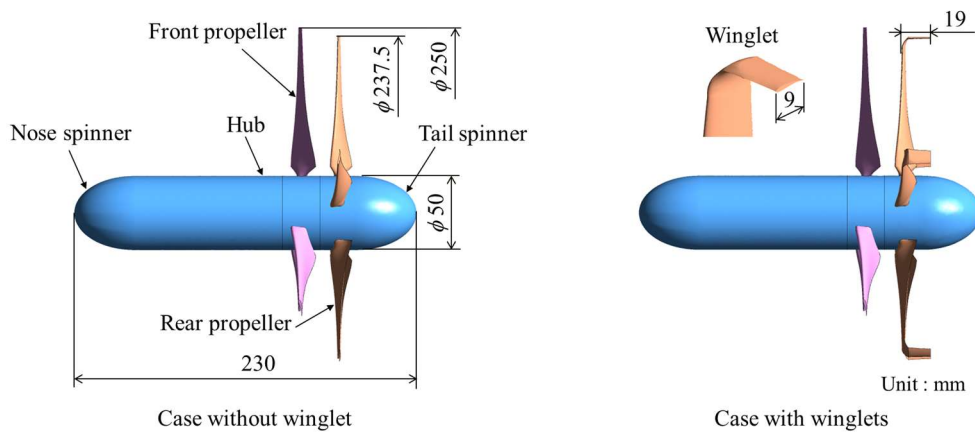 Front propeller
Hub
Nose spinner
Tail spinner
Rear propeller
ϕ237.5
ϕ250
ϕ50
230
Case without winglet
Winglet
9
19
Unit : mm
Case with winglets